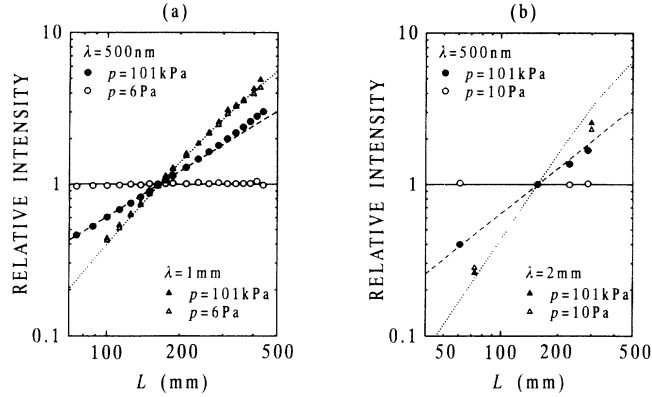 (a)
RELATIVE INTENSITY
10
1
0.1
λ=500nm
p=101kPa
p=6Pa
λ=1mm
p=101kPa
p=6Pa
100
200
500
L (mm)
(b)
RELATIVE INTENSITY
10
1
0.1
λ=500nm
p=101kPa
p=10Pa
λ=2mm
p=101kPa
p=10Pa
50
100
200
500
L (mm)